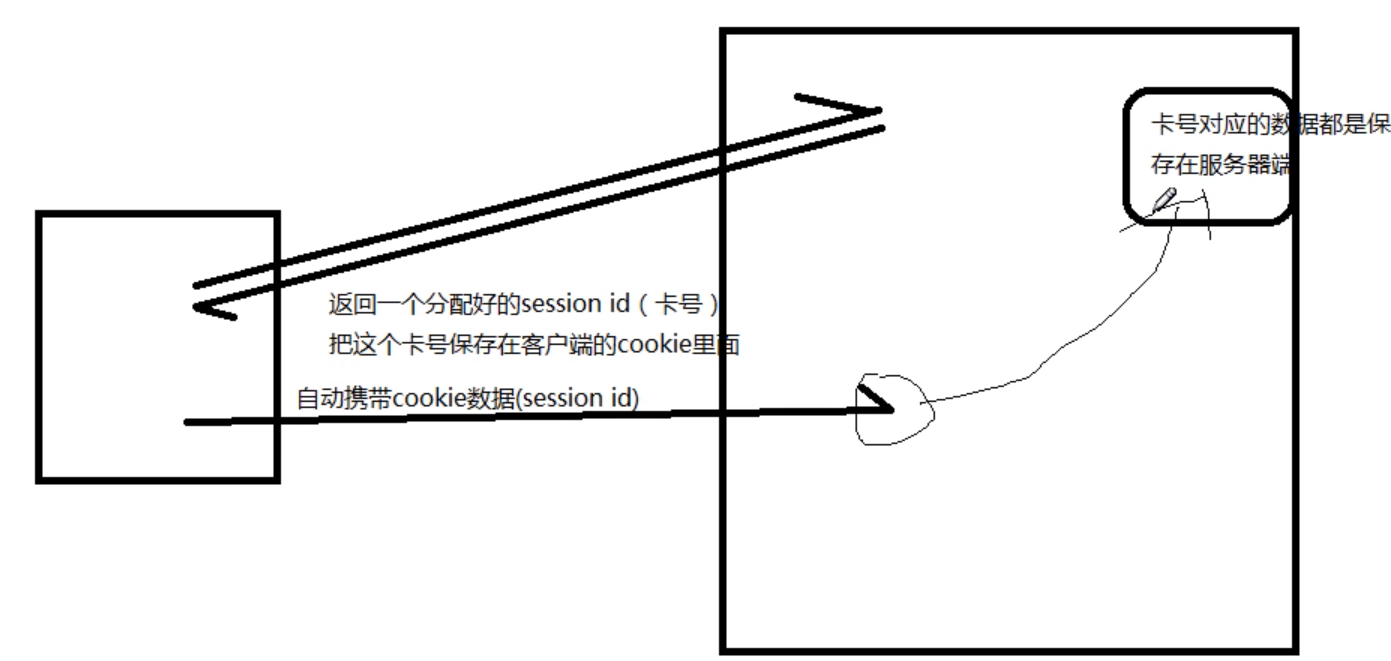 卡号对应的数据都是保
存在服务器端
返回一个分配好的session id（卡号）
把这个卡号保存在客户端的cookie里面
自动携带cookie数据(session id)